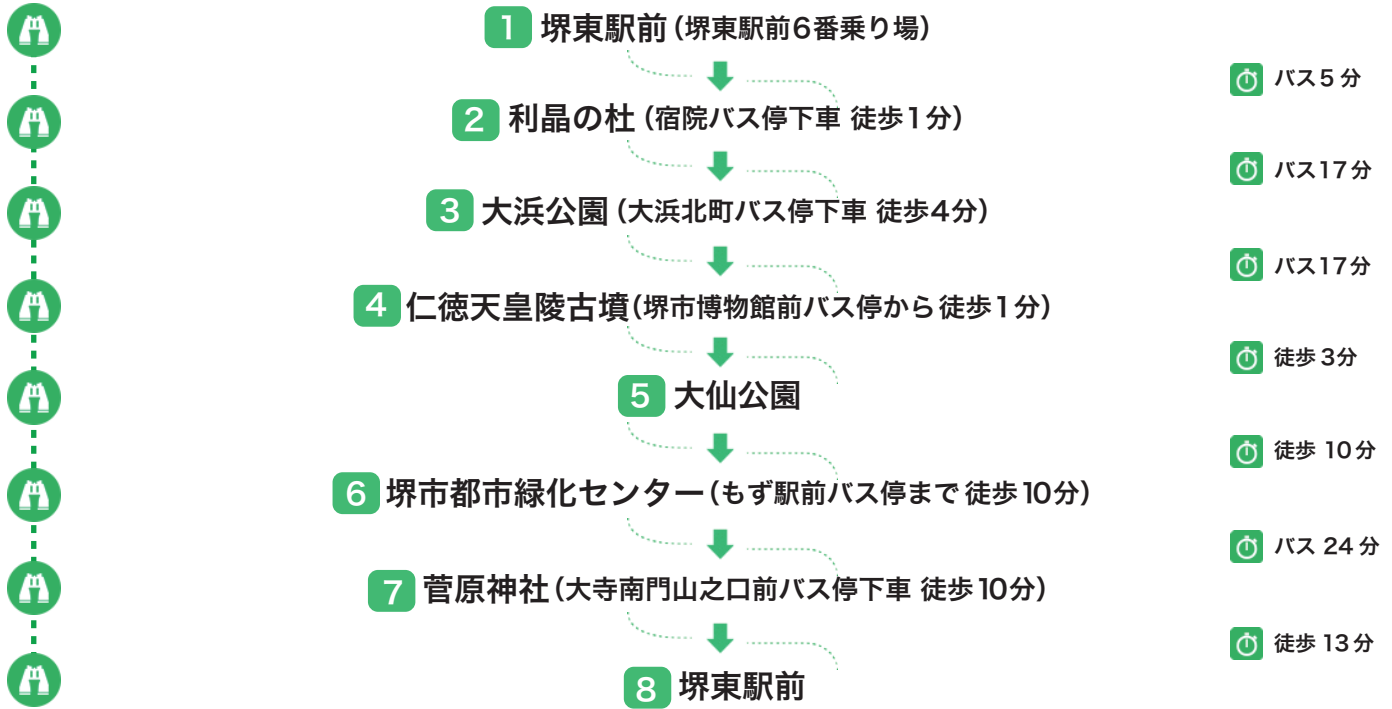 1 堺東駅前(堺東駅前6番乗り場)
バス5分
2 利晶の杜(宿院バス停下車 徒歩1分)
バス17分
3 大浜公園(大浜北町バス停下車 徒歩4分)
バス17分
4 仁徳天皇陵古墳(堺市博物館前バス停から徒歩1分)
徒歩3分
5 大仙公園
徒歩 10分
6 堺市都市緑化センター(もず駅前バス停まで徒歩10分)
バス 24分
7 菅原神社(大寺南門山之口前バス停下車 徒歩10分)
徒歩 13分
8 堺東駅前